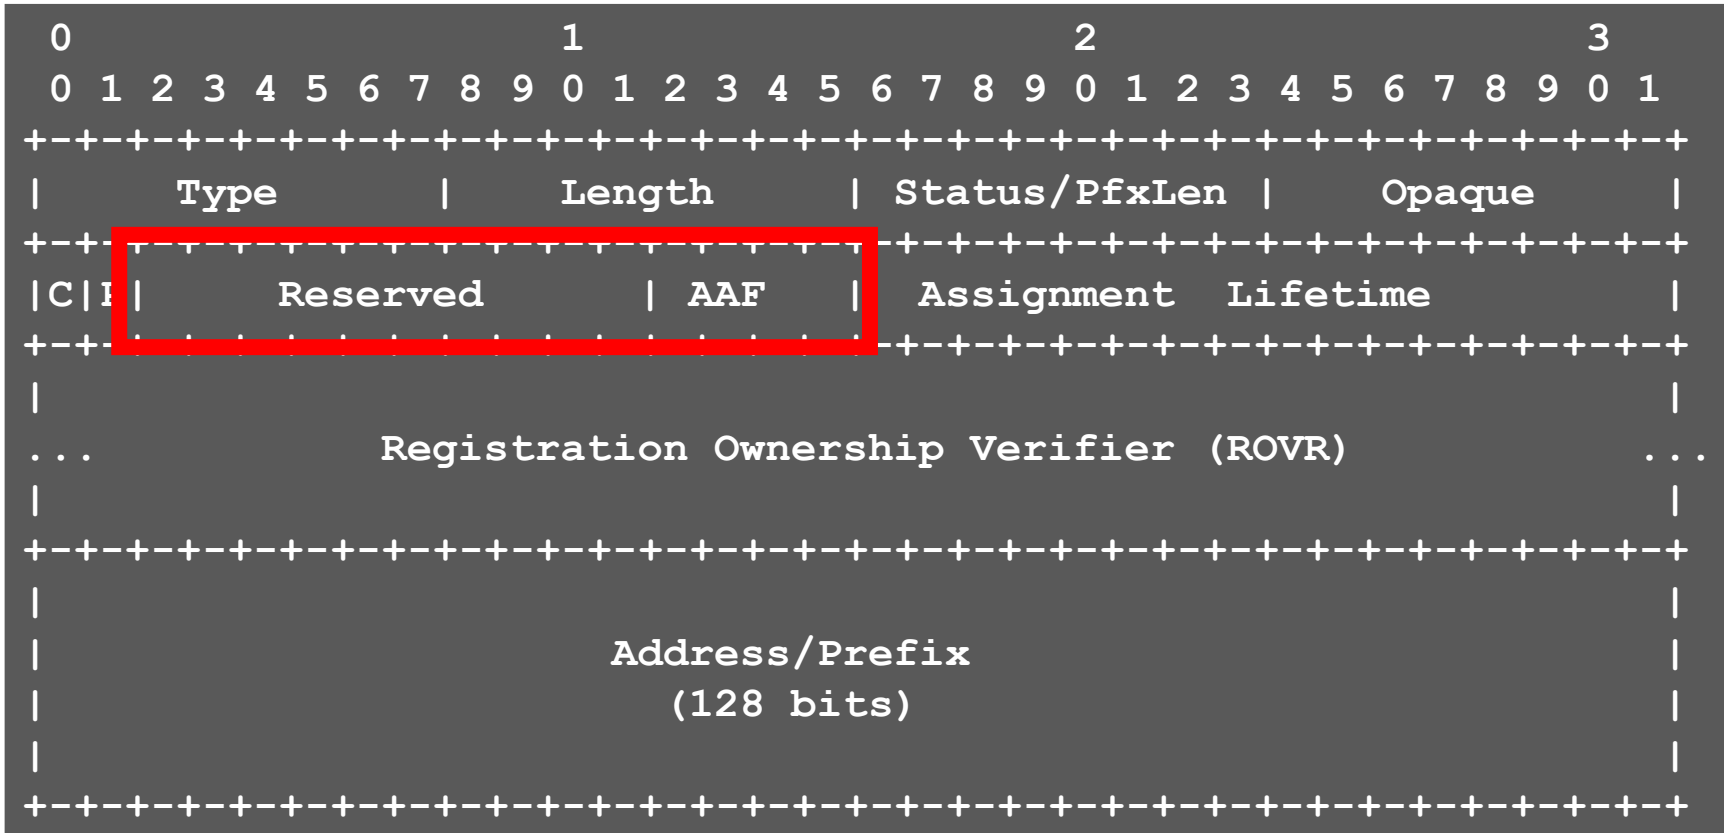 0                   1                   2                   3
0 1 2 3 4 5 6 7 8 9 0 1 2 3 4 5 6 7 8 9 0 1 2 3 4 5 6 7 8 9 0 1
+-+-+-+-+-+-+-+-+-+-+-+-+-+-+-+-+-+-+-+-+-+-+-+-+-+-+-+-+-+-+-+-+
|     Type      |    Length     | Status/PfxLen |    Opaque     |
+-+-+-+-+-+-+-+-+-+-+-+-+-+-+-+-+-+-+-+-+-+-+-+-+-+-+-+-+-+-+-+-+
|C| |     Reserved      | AAF   |  Assignment  Lifetime         |
+-+-+-+-+-+-+-+-+-+-+-+-+-+-+-+-+-+-+-+-+-+-+-+-+-+-+-+-+-+-+-+-+
|                                                               |
...           Registration Ownership Verifier (ROVR)           ...
|                                                               |
+-+-+-+-+-+-+-+-+-+-+-+-+-+-+-+-+-+-+-+-+-+-+-+-+-+-+-+-+-+-+-+-+
|                                                               |
|                      Address/Prefix                           |
|                        (128 bits)                             |
|                                                               |
+-+-+-+-+-+-+-+-+-+-+-+-+-+-+-+-+-+-+-+-+-+-+-+-+-+-+-+-+-+-+-+-+